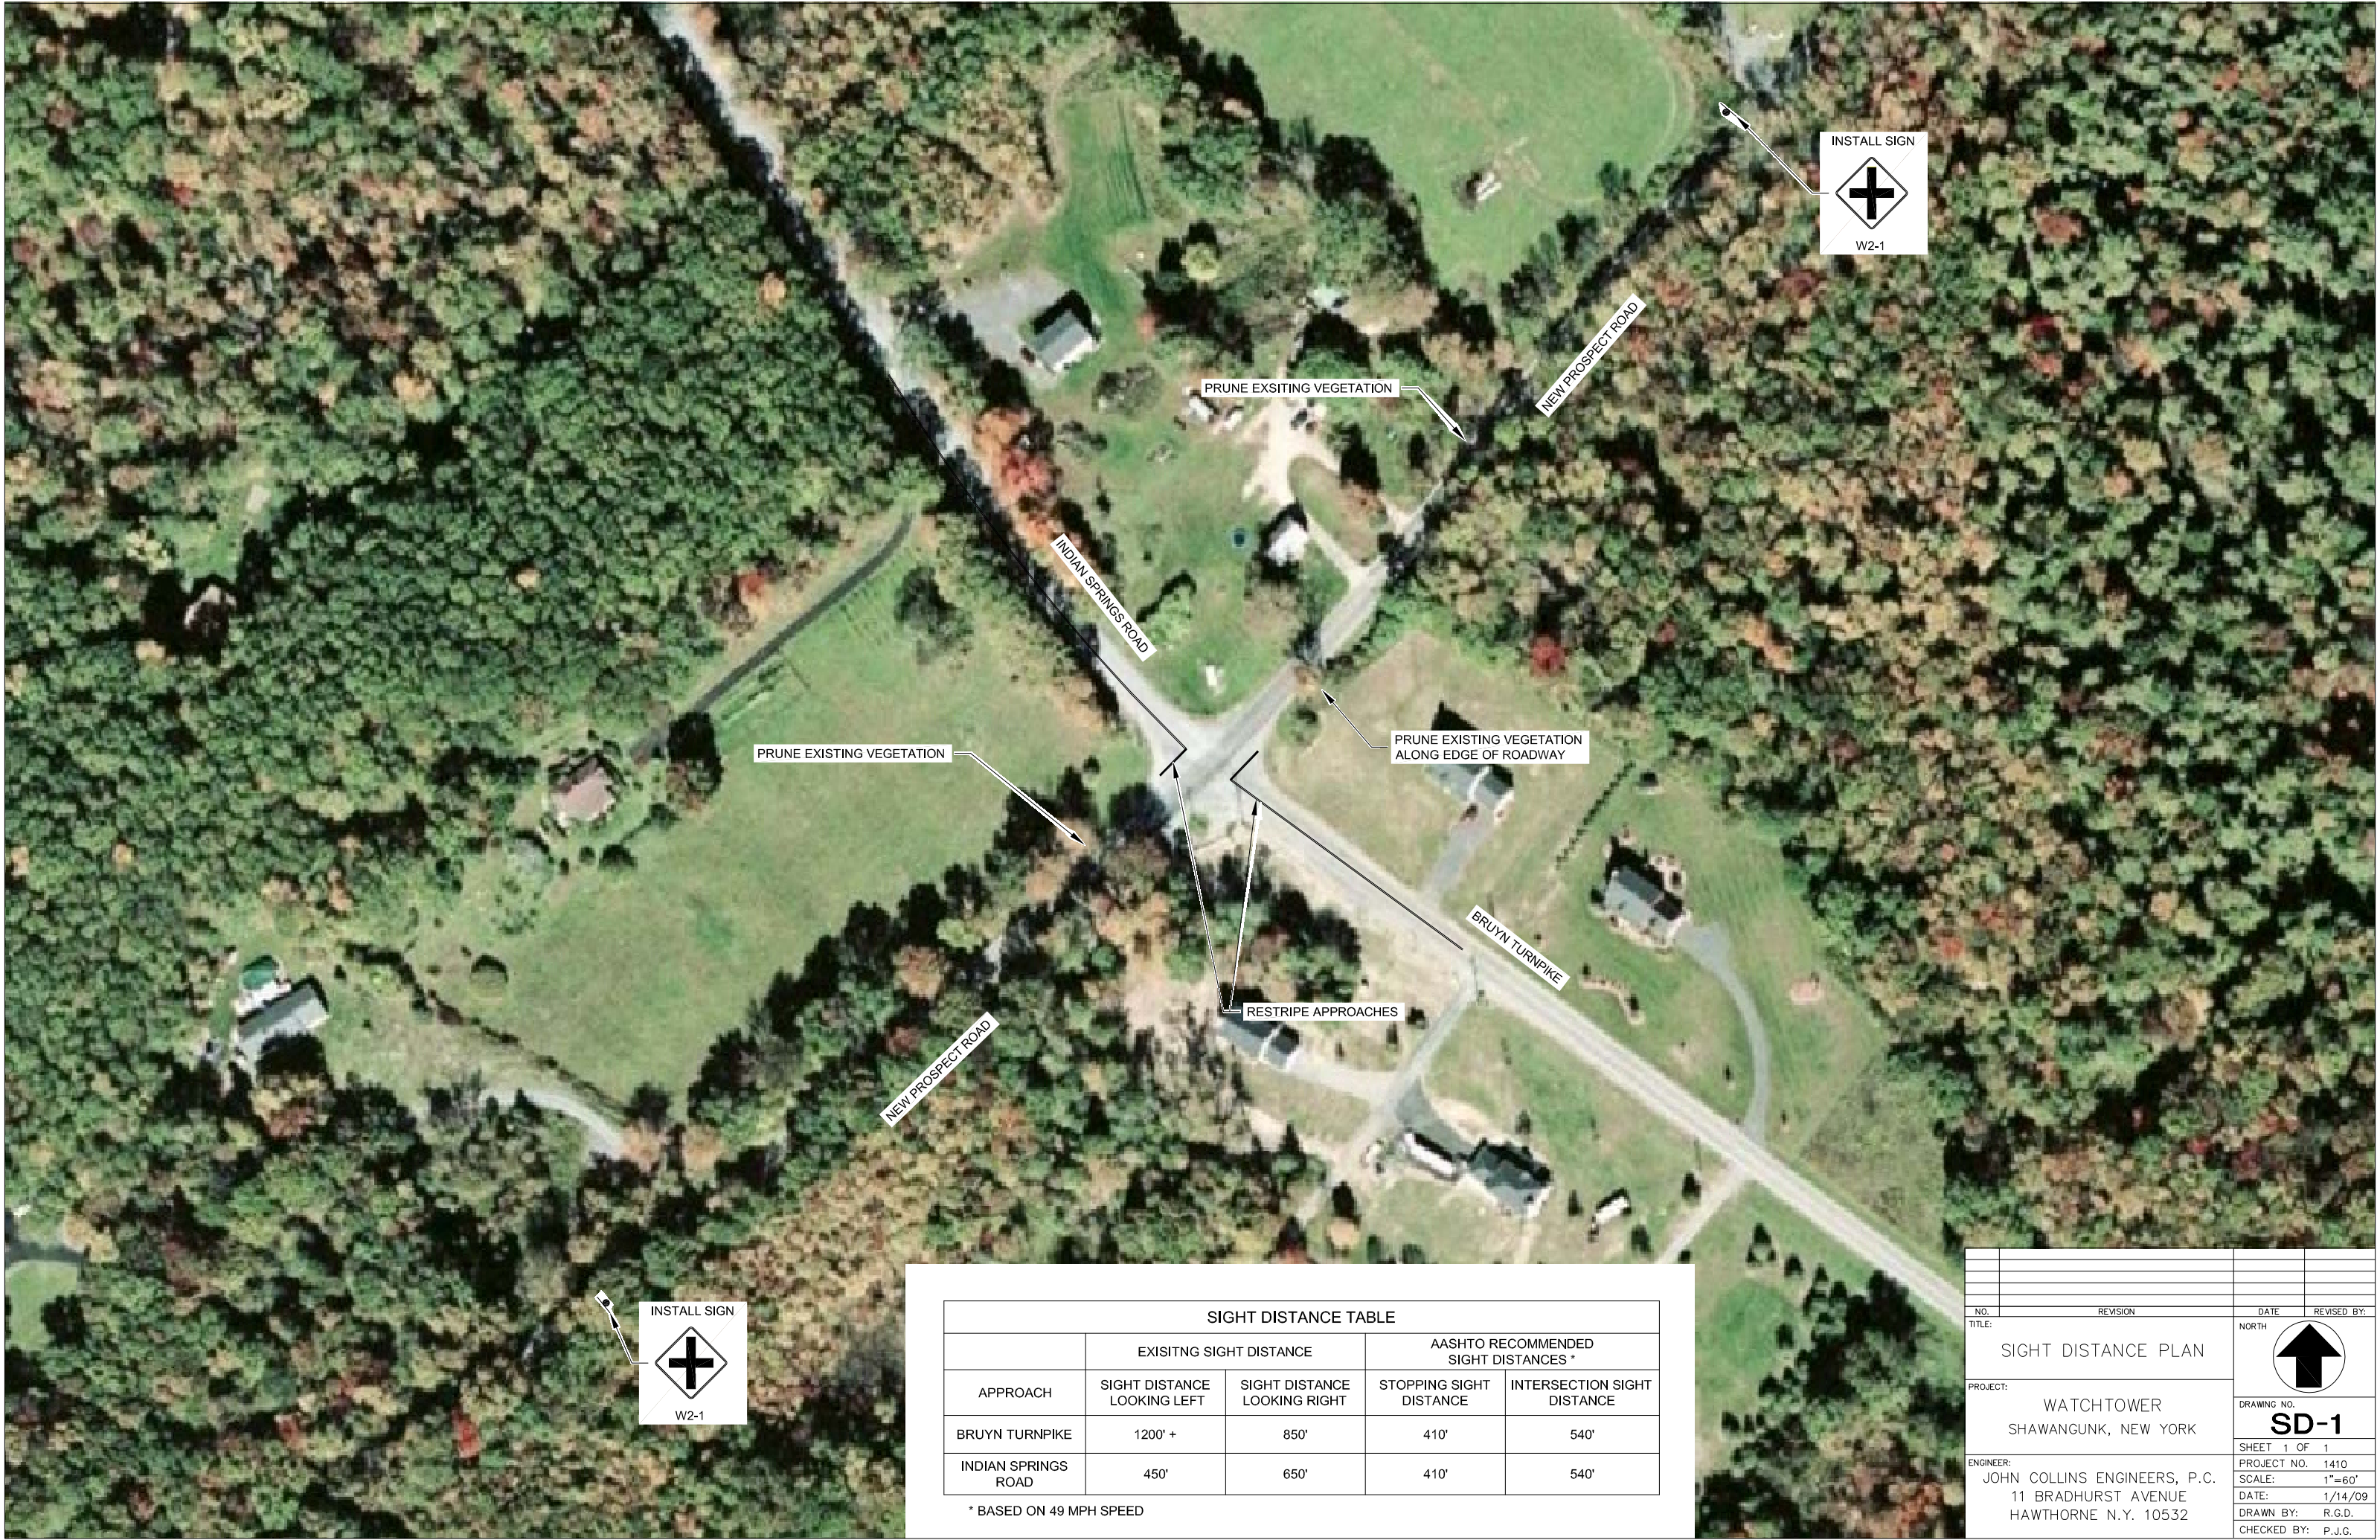 INSTALL SIGN
W2-1
NEW PROSPECT ROAD
PRUNE EXSITING VEGETATION
INDIAN SPRINGS ROAD
PRUNE EXISTING VEGETATION
ALONG EDGE OF ROADWAY
PRUNE EXISTING VEGETATION
BRUYN TURNPIKE
RESTRIPE APPROACHES
NEW PROSPECT ROAD
INSTALL SIGN
W2-1
SIGHT DISTANCE TABLE
EXISITNG SIGHT DISTANCE
AASHTO RECOMMENDED
SIGHT DISTANCES *
APPROACH
SIGHT DISTANCE
LOOKING LEFT
SIGHT DISTANCE
LOOKING RIGHT
STOPPING SIGHT
DISTANCE
INTERSECTION SIGHT
DISTANCE
BRUYN TURNPIKE 1200' + 850' 410' 540'
INDIAN SPRINGS
ROAD 450' 650' 410' 540'
* BASED ON 49 MPH SPEED
NO. REVISION DATE REVISED BY:
TITLE:
SIGHT DISTANCE PLAN
NORTH
PROJECT:
WATCHTOWER
SHAWANGUNK, NEW YORK
DRAWING NO.
SD-1
SHEET 1 OF 1
ENGINEER:
JOHN COLLINS ENGINEERS, P.C.
11 BRADHURST AVENUE
HAWTHORNE N.Y. 10532
PROJECT NO. 1410
SCALE: 1"=60'
DATE: 1/14/09
DRAWN BY: R.G.D.
CHECKED BY: P.J.G.